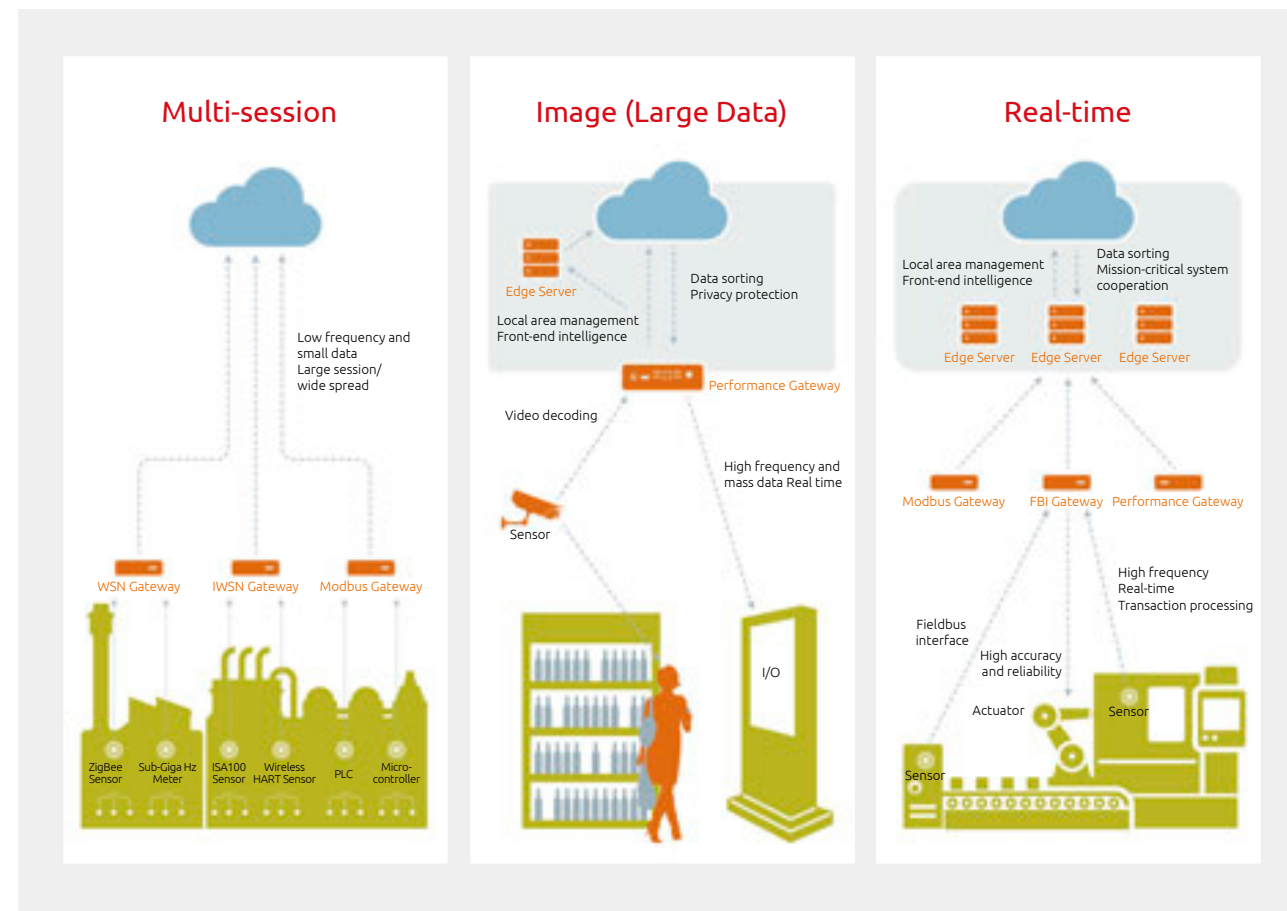 Multi-session
Low frequency and
small data
Large session/
wide spread
WSN Gateway
IWSN Gateway
Modbus Gateway
ZigBee
Sensor
Sub-Giga Hz
Meter
ISA100
Sensor
Wireless
HART Sensor
PLC
Micro-
controller
Image (Large Data)
Edge Server
Data sorting
Privacy protection
Local area management
Front-end intelligence
Performance Gateway
Video decoding
High frequency and
mass data Real time
Sensor
I/O
Real-time
Local area management
Front-end intelligence
Data sorting
Mission-critical system
cooperation
Edge Server
Edge Server
Edge Server
Modbus Gateway
FBI Gateway
Performance Gateway
High frequency
Real-time
Transaction processing
Fieldbus
interface
High accuracy
and reliability
Actuator
Sensor
Sensor